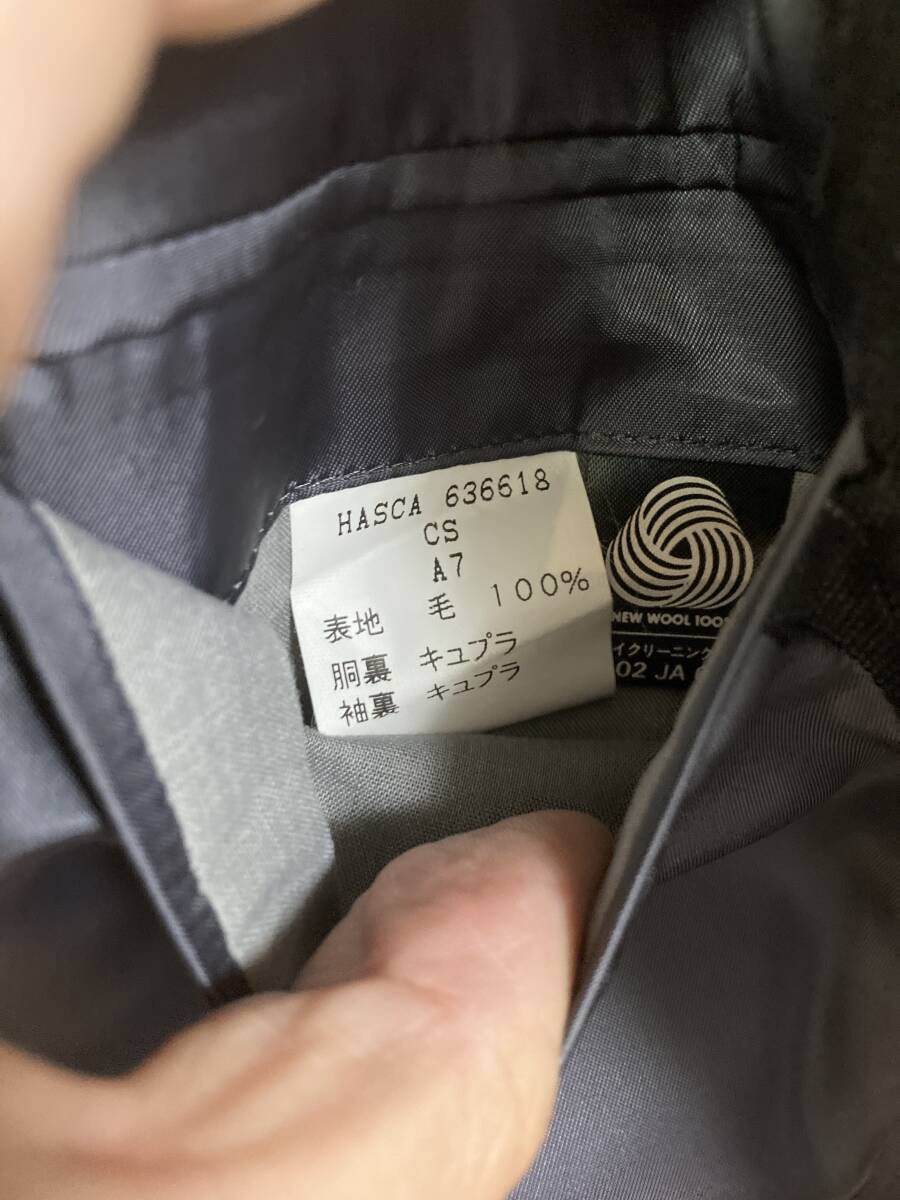 HASCA 636618
CS
A7
表地 毛 100%
胴裏 キュプラ
袖裏 キュプラ
NEW WOOL 100%
イクリーニング
02 JA